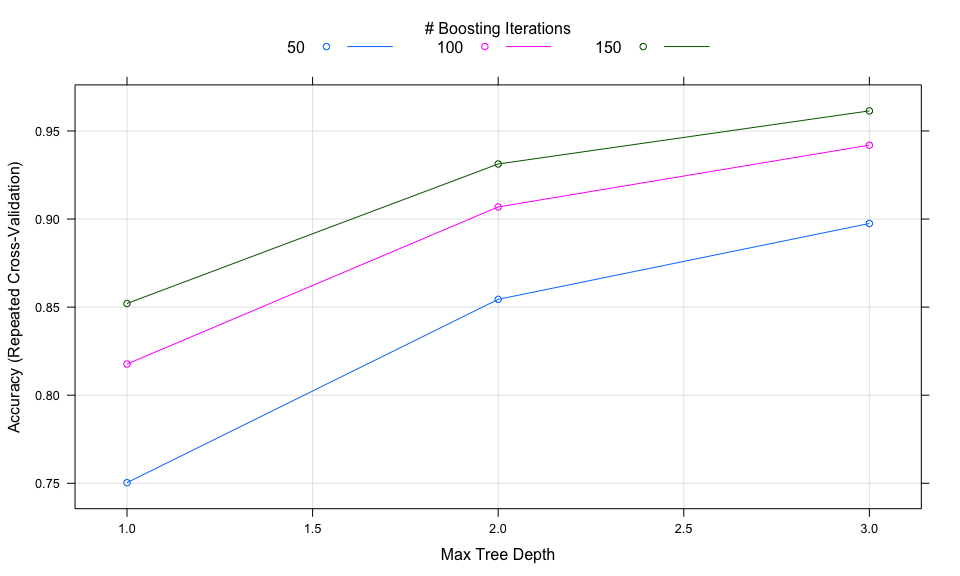 # Boosting Iterations
50 100 150
Accuracy (Repeated Cross-Validation)
0.95
0.90
0.85
0.80
0.75
1.0 1.5 2.0 2.5 3.0
Max Tree Depth